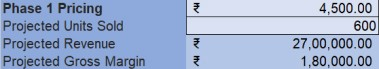 Phase 1 Pricing ₹ 4,500.00
Projected Units Sold 600
Projected Revenue ₹ 27,00,000.00
Projected Gross Margin ₹ 1,80,000.00